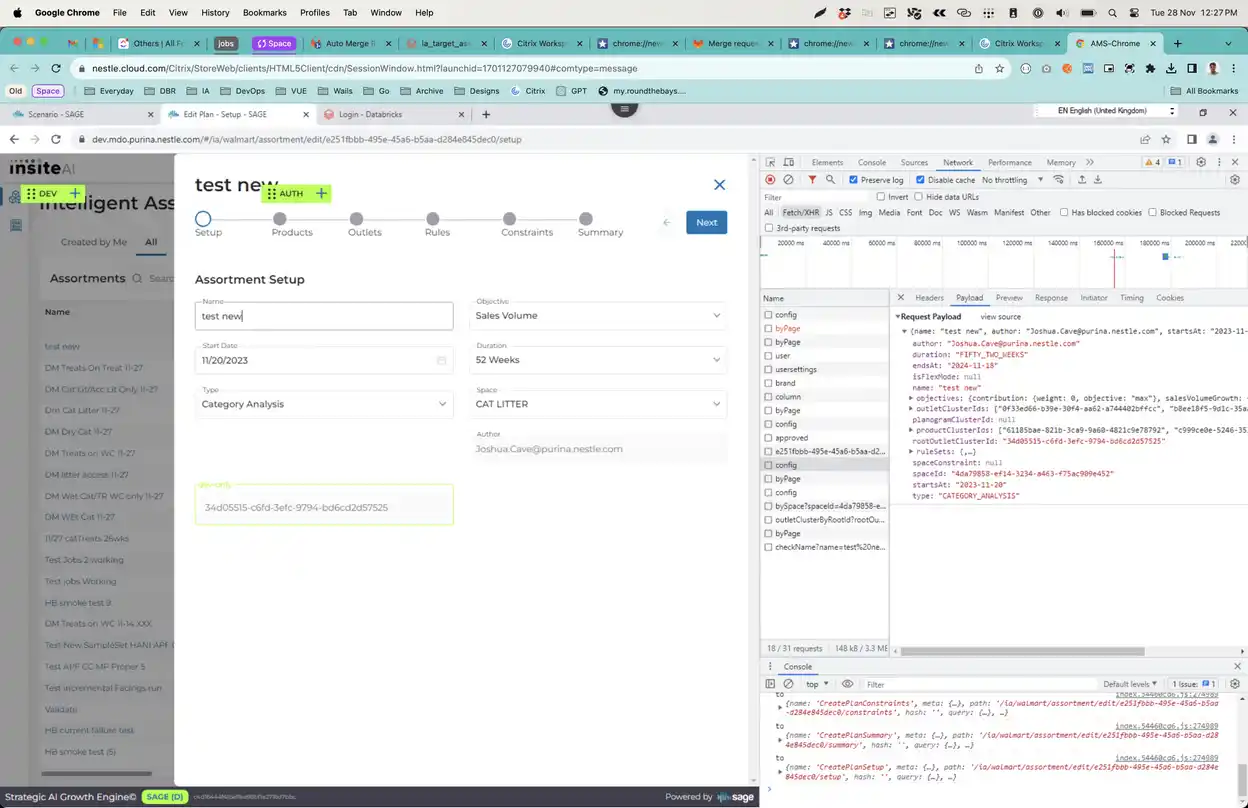 Google Chrome File Edit View History Bookmarks Profiles Tab Window Help Tue 28 Nov 12:27 PM
Others | All F jobs Space Auto Merge R la_target_as Citrix Works chrome://new Merge reque chrome://new chrome://new Citrix Works AMS-Chrome
nestle.cloud.com/Citrix/StoreWeb/clients/HTML5Client/cdn/SessionWindow.html?launchid=1701127079940#comtype=message
Old Space Everyday DBR IA DevOps VUE Wails Go Archive Designs Citrix GPT my.roundthebays.... All Bookmarks
Scenario - SAGE Edit Plan - Setup - SAGE Login - Databricks EN English (United Kingdom)
dev.mdo.purina.nestle.com/#/ia/walmart/assortment/edit/e251fbbb-495e-45a6-b5aa-d284e845dec0/setup
insite AI
DEV
Intelligent Ass
Created by Me All
Assortments Searc
Name
test new
DM Treats On Treat 11-27
DM Cat Kit/Acc Lit Only 11-27
Dm Cat Litter 11-27
DM Dry Cat 11-27
DM Treats on WC 11-27
DM litter access 11-27
DM Wet Cat/TR WC only 11-27
DM WEt Cat 11-27
11/27 catTreats 26wks
Test Jobs 2 working
Test jobs Working
HB smoke test 9
DM Treats on WC 11-14 XXX
Test New SampleSet HANI APF (
Test APF CC MP Proper 5
Test incremental Facings run
Validate
HB current failure test
HB smoke test (5)
test new
AUTH
Setup Products Outlets Rules Constraints Summary
Next
Assortment Setup
Name
test new
Objective
Sales Volume
Start Date
11/20/2023
Duration
52 Weeks
Type
Category Analysis
Space
CAT LITTER
Author
Joshua.Cave@purina.nestle.com
dev-only
34d05515-c6fd-3efc-9794-bd6cd2d57525
Strategic AI Growth Engine© SAGE (D)
Powered by sage
Elements Console Sources Network Performance Memory 4 1
Preserve log Disable cache No throttling
Filter Invert Hide data URLs
All Fetch/XHR JS CSS Img Media Font Doc WS Wasm Manifest Other Has blocked cookies Blocked Requests
3rd-party requests
20000 ms 40000 ms 60000 ms 80000 ms 100000 ms 120000 ms 140000 ms 160000 ms 180000 ms 200000 ms 22000
Name
config
byPage
byPage
user
usersettings
brand
column
byPage
config
approved
e251fbbb-495e-45a6-b5aa-d2...
config
byPage
config
bySpace?spaceId=4da79858-e...
outletClusterByRootId?rootOu...
byPage
checkName?name=test%20ne...
18 / 31 requests 148 kB / 3.3 ME
Headers Payload Preview Response Initiator Timing Cookies
Request Payload view source
{name: "test new", author: "Joshua.Cave@purina.nestle.com", startsAt: "2023-11-
author: "Joshua.Cave@purina.nestle.com"
duration: "FIFTY_TWO_WEEKS"
endsAt: "2024-11-18"
isFlexMode: null
name: "test new"
objectives: {contribution: {weight: 0, objective: "max"}, salesVolumeGrowth:
outletClusterIds: ["0f33ed66-b39e-30f4-aa62-a744402bffcc", "b8ee18f5-9d1c-35a
planogramClusterId: null
productClusterIds: ["61185bae-821b-3ca9-9a60-4821c9e78792", "c999ce0e-5246-35
rootOutletClusterId: "34d05515-c6fd-3efc-9794-bd6cd2d57525"
ruleSets: {,…}
spaceConstraint: null
spaceId: "4da79858-ef14-3234-a463-f75ac909e452"
startsAt: "2023-11-20"
type: "CATEGORY_ANALYSIS"
Console
top Filter Default levels 1 Issue: 1
to index.54460cd6.js:274989
{name: 'CreatePlanConstraints', meta: {…}, path: '/ia/walmart/assortment/edit/e251fbbb-495e-45a6-b5aa
-d284e845dec0/constraints', hash: '', query: {…}, …}
to index.54460cd6.js:274989
{name: 'CreatePlanSummary', meta: {…}, path: '/ia/walmart/assortment/edit/e251fbbb-495e-45a6-b5aa-d28
4e845dec0/summary', hash: '', query: {…}, …}
to index.54460cd6.js:274989
{name: 'CreatePlanSetup', meta: {…}, path: '/ia/walmart/assortment/edit/e251fbbb-495e-45a6-b5aa-d284e
845dec0/setup', hash: '', query: {…}, …}